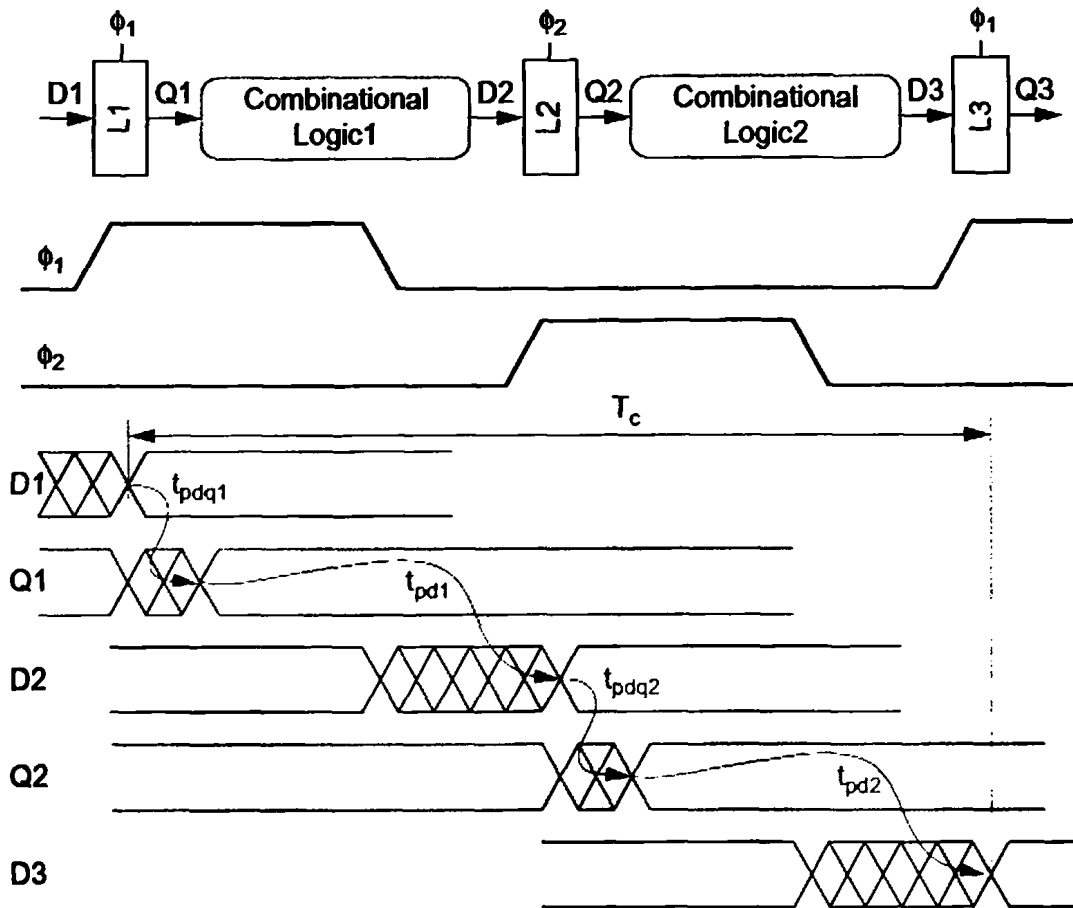 ϕ1 ϕ2 ϕ1
D1 L1 Q1 Combinational Logic1 D2 L2 Q2 Combinational Logic2 D3 L3 Q3
ϕ1
ϕ2
Tc
D1 tpdq1
Q1 tpd1
D2 tpdq2
Q2 tpd2
D3